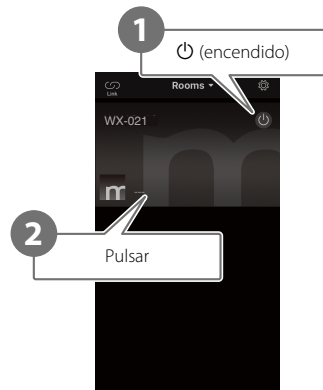 1
⏻ (encendido)
Link
Rooms
WX-021
m
2
Pulsar